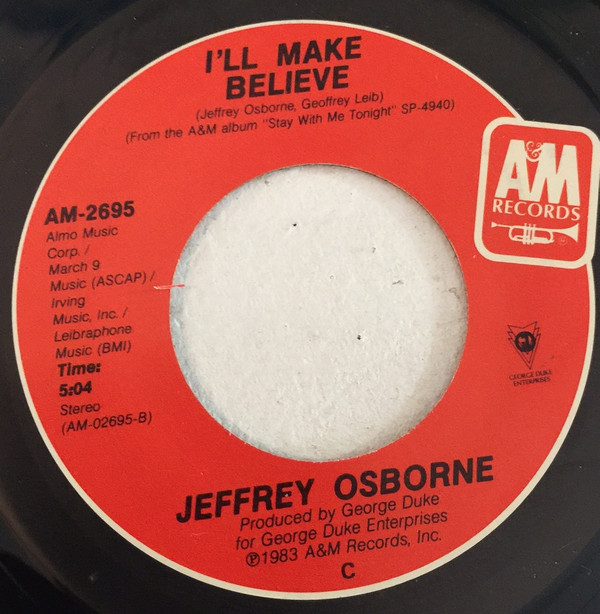 I'LL MAKE
BELIEVE
(Jeffrey Osborne, Geoffrey Leib)
(From the A&M album "Stay With Me Tonight" SP-4940)
A&M
RECORDS
AM-2695
Almo Music
Corp. /
March 9
Music (ASCAP) /
Irving
Music, Inc. /
Leibraphone
Music (BMI)
Time:
5:04
Stereo
(AM-02695-B)
GEORGE DUKE
ENTERPRISES
JEFFREY OSBORNE
Produced by George Duke
for George Duke Enterprises
℗1983 A&M Records, Inc.
C